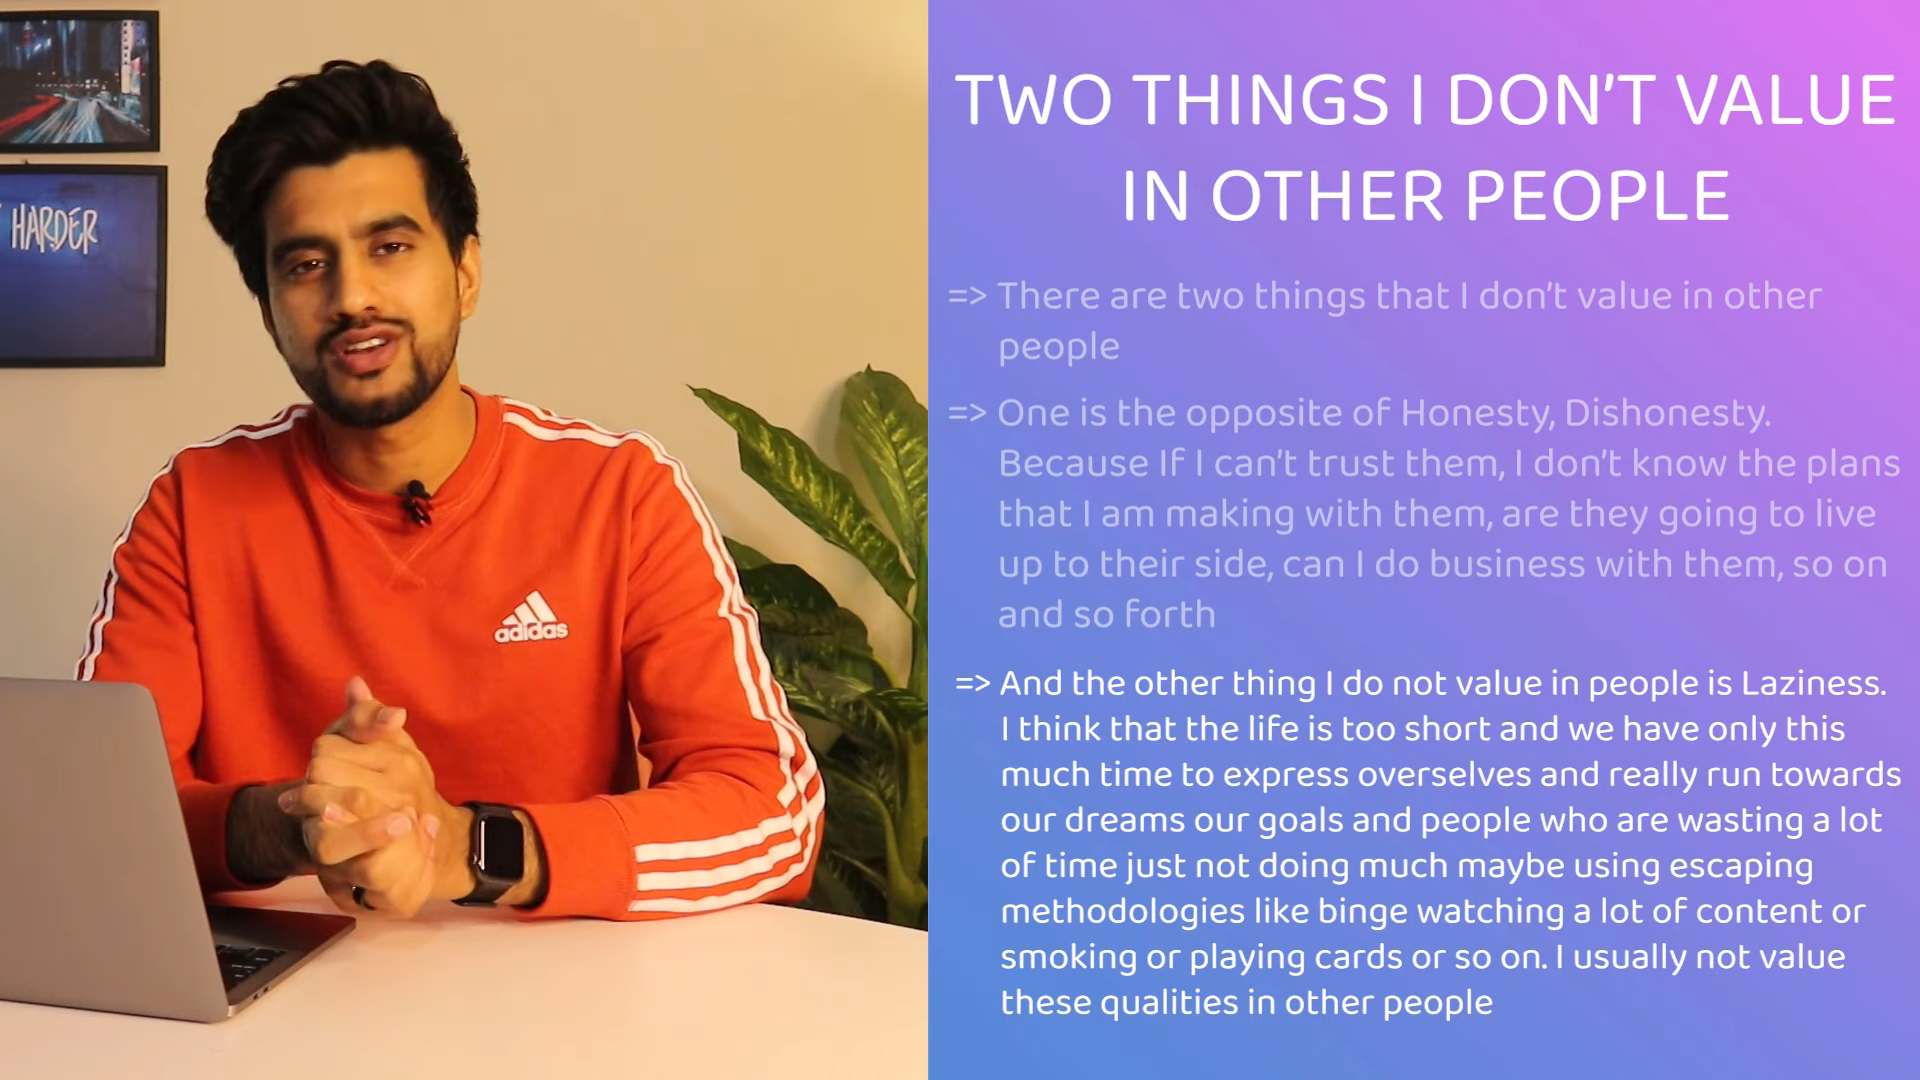 HARDER
adidas
TWO THINGS I DON'T VALUE
IN OTHER PEOPLE
=> There are two things that I don't value in other
people
=> One is the opposite of Honesty, Dishonesty.
Because If I can't trust them, I don't know the plans
that I am making with them, are they going to live
up to their side, can I do business with them, so on
and so forth
=> And the other thing I do not value in people is Laziness.
I think that the life is too short and we have only this
much time to express overselves and really run towards
our dreams our goals and people who are wasting a lot
of time just not doing much maybe using escaping
methodologies like binge watching a lot of content or
smoking or playing cards or so on. I usually not value
these qualities in other people